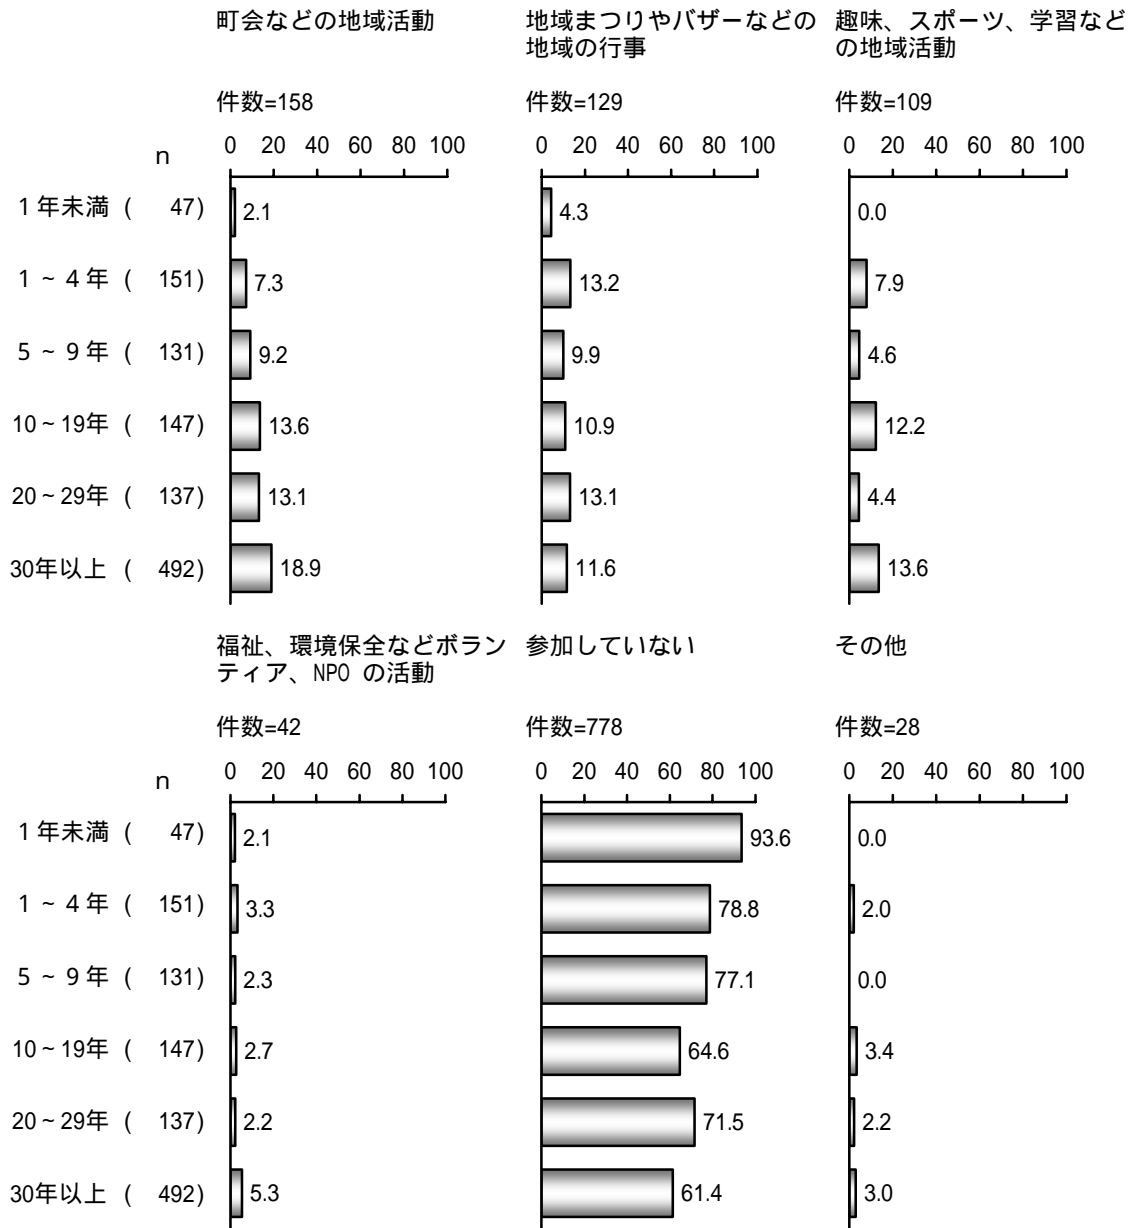 町会などの地域活動
地域まつりやバザーなどの
地域の行事
趣味、スポーツ、学習など
の地域活動
件数=158
件数=129
件数=109
n
0 20 40 60 80 100
0 20 40 60 80 100
0 20 40 60 80 100
1年未満 ( 47) 2.1 4.3 0.0
1~4年 ( 151) 7.3 13.2 7.9
5~9年 ( 131) 9.2 9.9 4.6
10~19年 ( 147) 13.6 10.9 12.2
20~29年 ( 137) 13.1 13.1 4.4
30年以上 ( 492) 18.9 11.6 13.6
福祉、環境保全などボラン
ティア、NPO の活動
参加していない
その他
件数=42
件数=778
件数=28
n
0 20 40 60 80 100
0 20 40 60 80 100
0 20 40 60 80 100
1年未満 ( 47) 2.1 93.6 0.0
1~4年 ( 151) 3.3 78.8 2.0
5~9年 ( 131) 2.3 77.1 0.0
10~19年 ( 147) 2.7 64.6 3.4
20~29年 ( 137) 2.2 71.5 2.2
30年以上 ( 492) 5.3 61.4 3.0